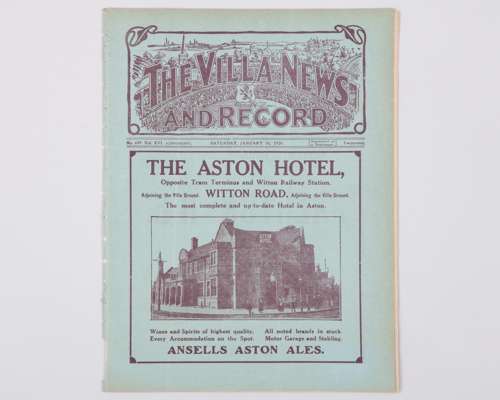 THE VILLA NEWS
AND RECORD
SATURDAY, JANUARY
THE ASTON HOTEL,
Opposite Tram Terminus and Witton Railway Station.
Adjoining the Villa Ground. WITTON ROAD, Adjoining the Villa Ground.
The most complete and up-to-date Hotel in Aston.
Wines and Spirits of highest quality. All noted brands in stock.
Every Accommodation on the Spot. Motor Garage and Stabling.
ANSELLS ASTON ALES.